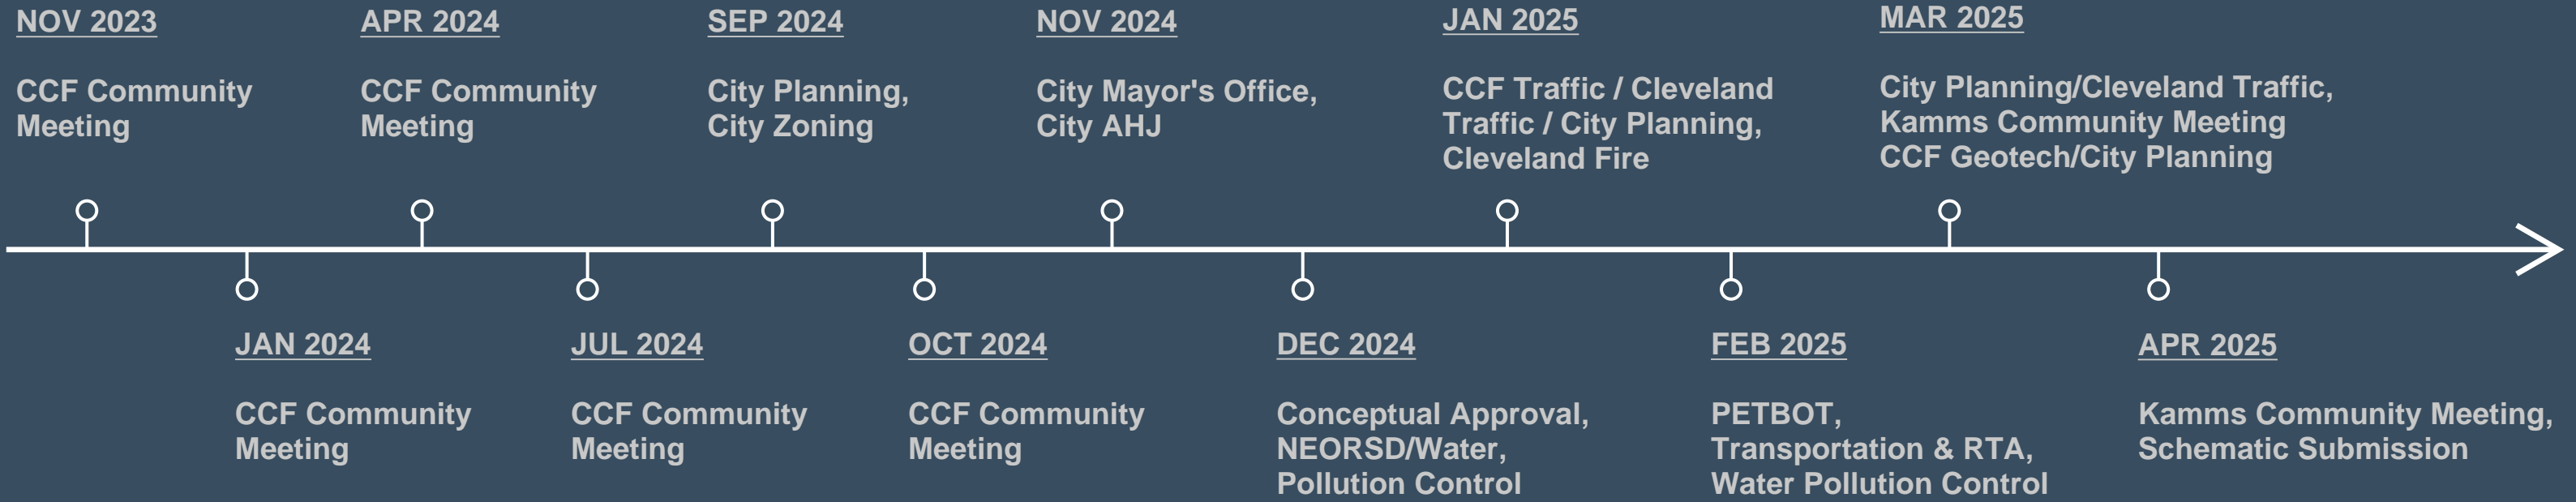 NOV 2023
CCF Community
Meeting
APR 2024
CCF Community
Meeting
SEP 2024
City Planning,
City Zoning
NOV 2024
City Mayor's Office,
City AHJ
JAN 2025
CCF Traffic / Cleveland
Traffic / City Planning,
Cleveland Fire
MAR 2025
City Planning/Cleveland Traffic,
Kamms Community Meeting
CCF Geotech/City Planning
JAN 2024
CCF Community
Meeting
JUL 2024
CCF Community
Meeting
OCT 2024
CCF Community
Meeting
DEC 2024
Conceptual Approval,
NEORSD/Water,
Pollution Control
FEB 2025
PETBOT,
Transportation & RTA,
Water Pollution Control
APR 2025
Kamms Community Meeting,
Schematic Submission